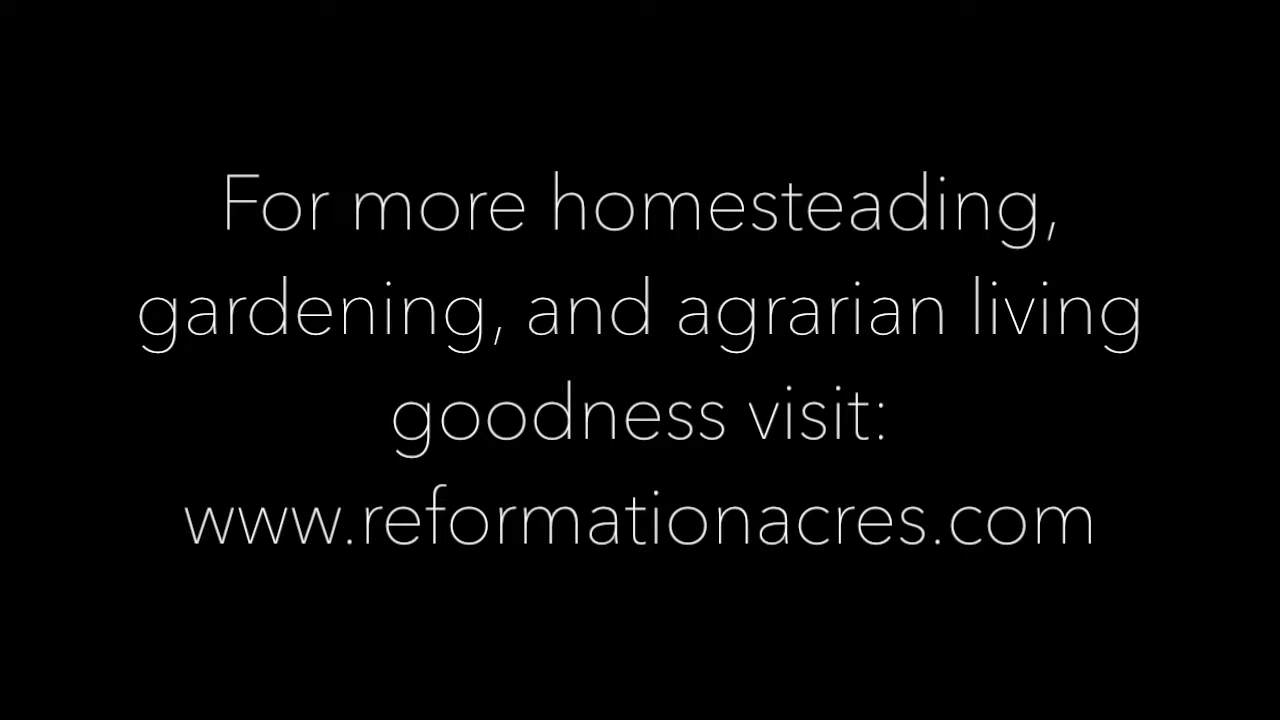 For more homesteading,
gardening, and agrarian living
goodness visit:
www.reformationacres.com